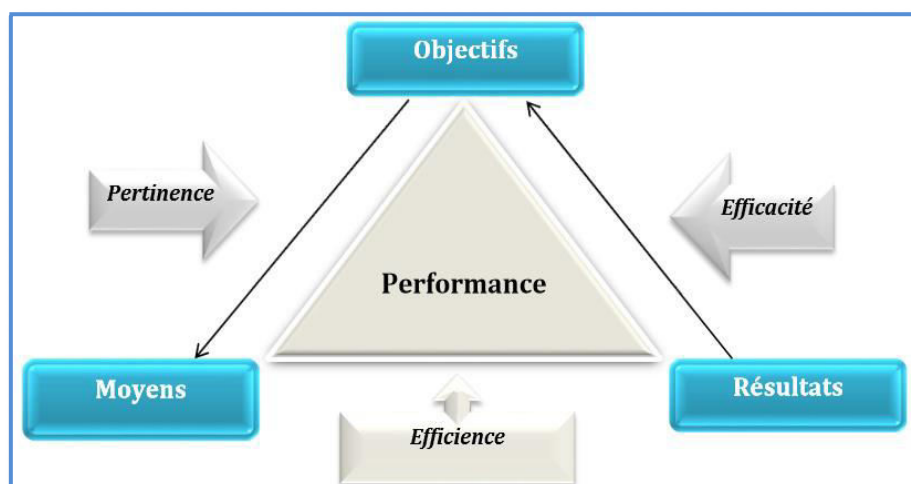 Objectifs
Pertinence
Efficacité
Performance
Moyens
Résultats
Efficience